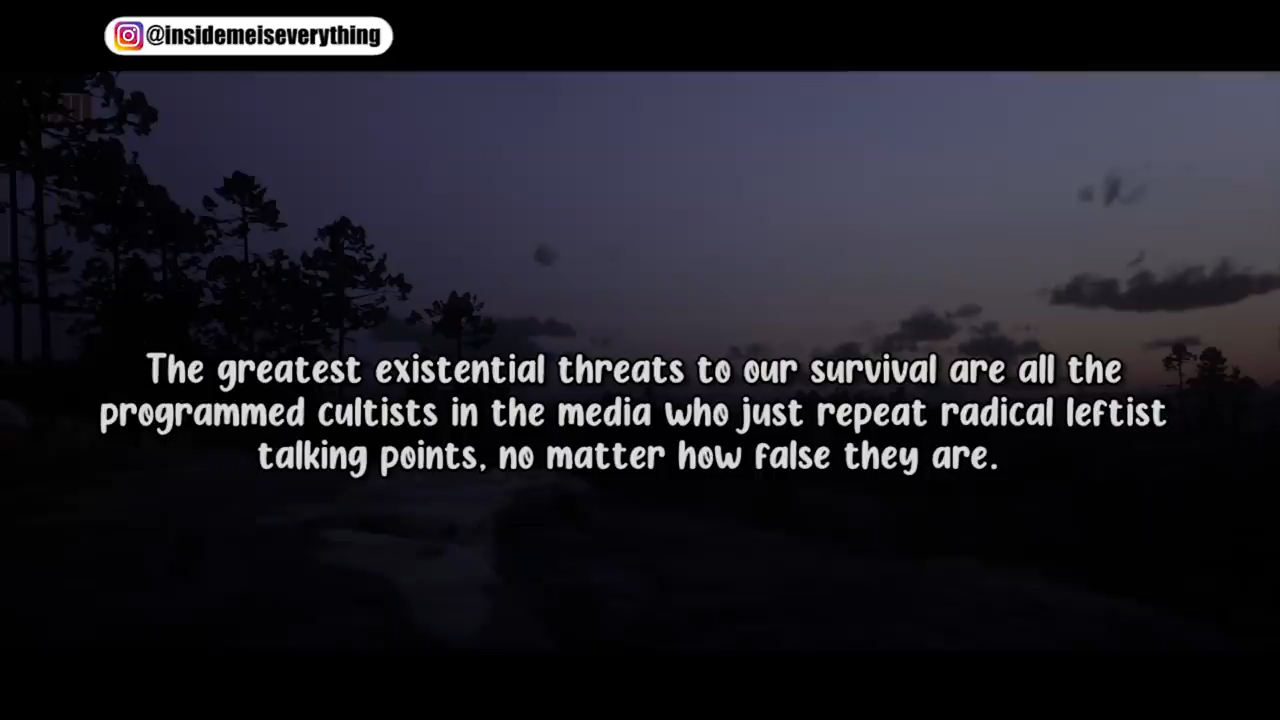 @insidemeiseverything
The greatest existential threats to our survival are all the
programmed cultists in the media who just repeat radical leftist
talking points, no matter how false they are.